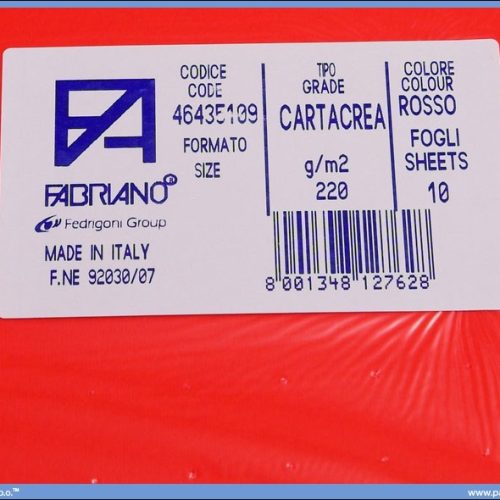 FABRIANO®
Fedrigoni Group
MADE IN ITALY
F.NE 92030/07
CODICE
CODE
46435109
FORMATO
SIZE
TIPO
GRADE
CARTACREA
g/m2
220
COLORE
COLOUR
ROSSO
FOGLI
SHEETS
10
8 001348 127628